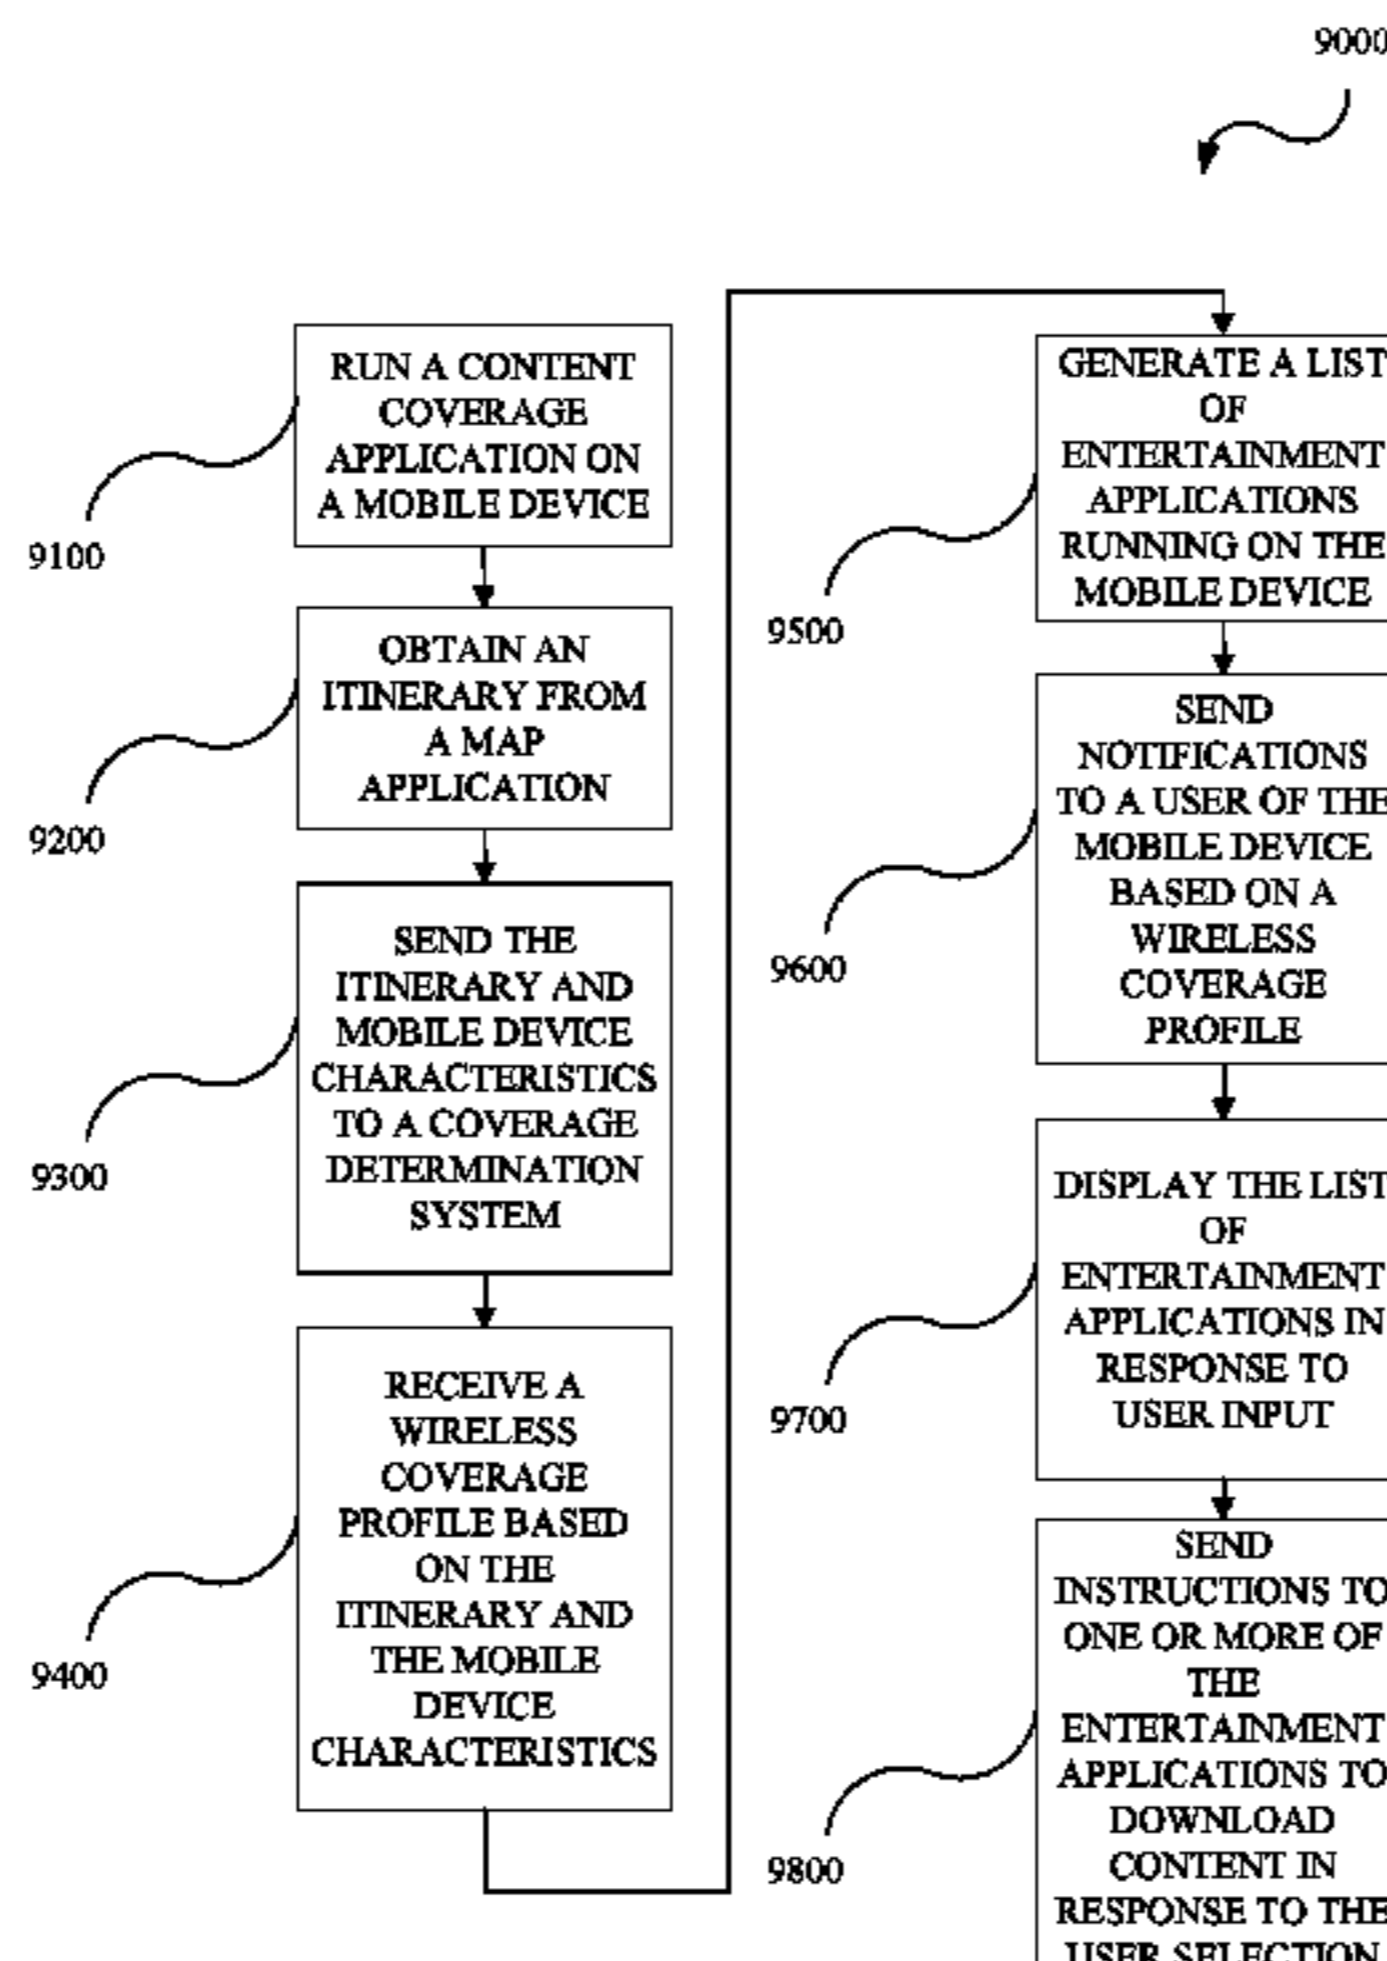 9000
RUN A CONTENT
COVERAGE
APPLICATION ON
A MOBILE DEVICE
9100
OBTAIN AN
ITINERARY FROM
A MAP
APPLICATION
9200
SEND THE
ITINERARY AND
MOBILE DEVICE
CHARACTERISTICS
TO A COVERAGE
DETERMINATION
SYSTEM
9300
RECEIVE A
WIRELESS
COVERAGE
PROFILE BASED
ON THE
ITINERARY AND
THE MOBILE
DEVICE
CHARACTERISTICS
9400
GENERATE A LIST
OF
ENTERTAINMENT
APPLICATIONS
RUNNING ON THE
MOBILE DEVICE
9500
SEND
NOTIFICATIONS
TO A USER OF THE
MOBILE DEVICE
BASED ON A
WIRELESS
COVERAGE
PROFILE
9600
DISPLAY THE LIST
OF
ENTERTAINMENT
APPLICATIONS IN
RESPONSE TO
USER INPUT
9700
SEND
INSTRUCTIONS TO
ONE OR MORE OF
THE
ENTERTAINMENT
APPLICATIONS TO
DOWNLOAD
CONTENT IN
RESPONSE TO THE
USER SELECTION
9800